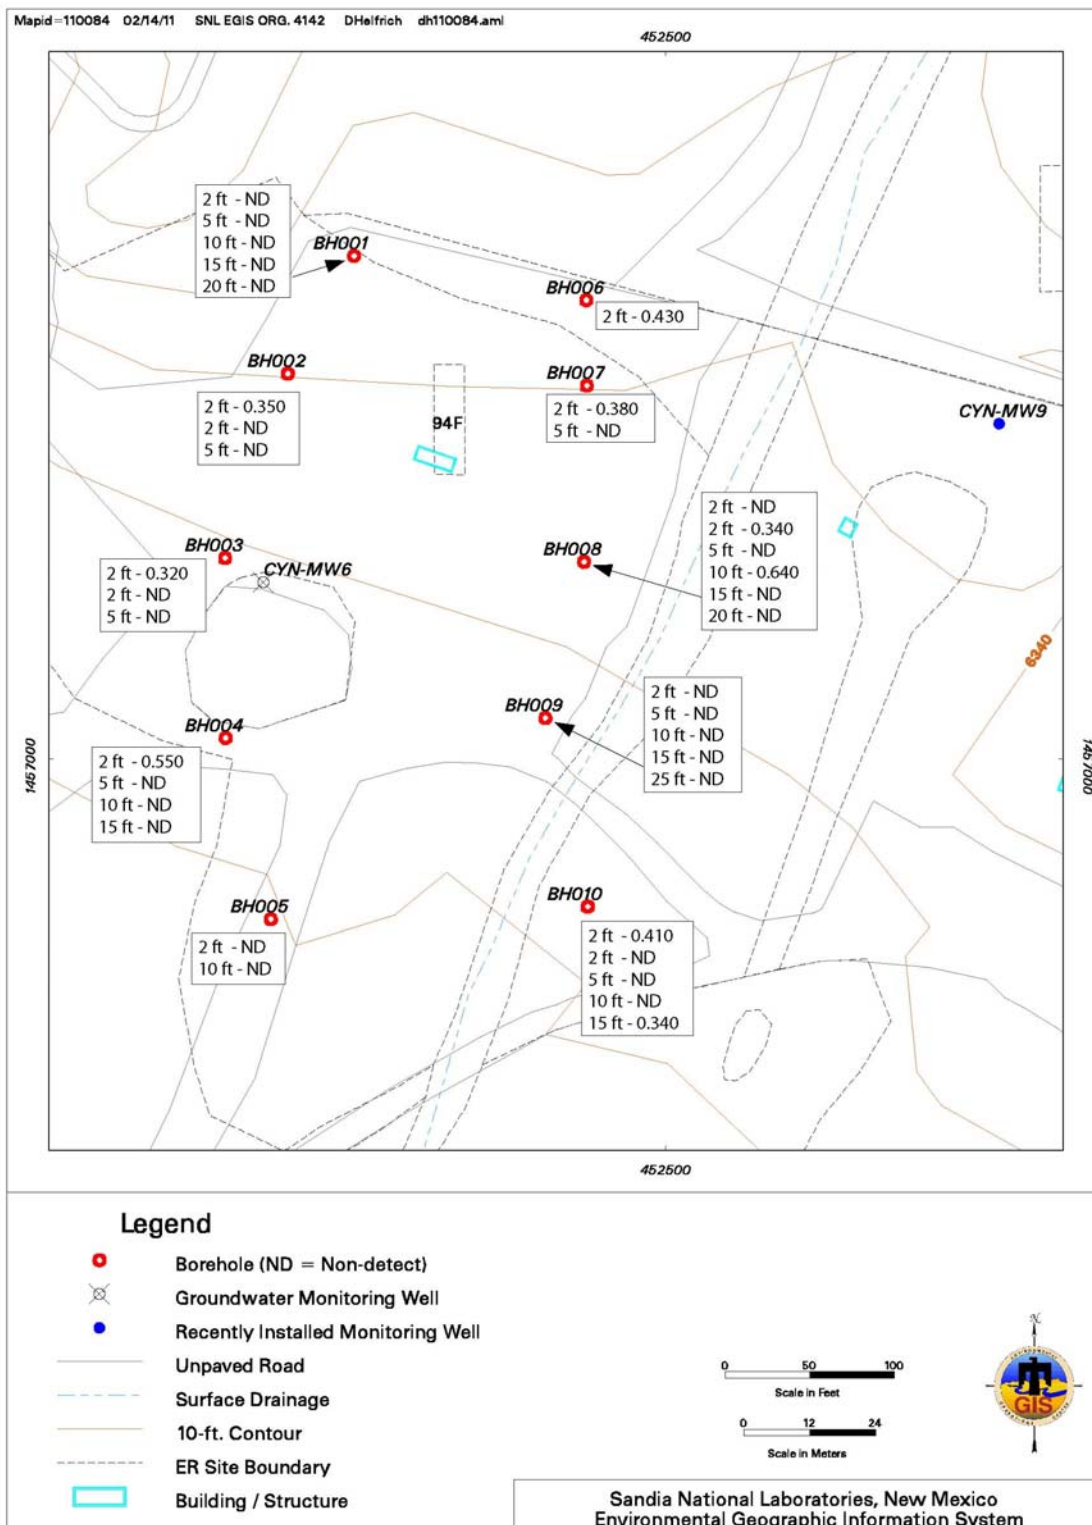 Mapid=110084 02/14/11 SNL EGIS ORG. 4142 DHelfrich dh110084.aml
452500
2 ft - ND
5 ft - ND
10 ft - ND
15 ft - ND
20 ft - ND
BH001
BH006
2 ft - 0.430
BH002
2 ft - 0.350
2 ft - ND
5 ft - ND
94F
BH007
2 ft - 0.380
5 ft - ND
CYN-MW9
BH003
2 ft - 0.320
2 ft - ND
5 ft - ND
CYN-MW6
BH008
2 ft - ND
2 ft - 0.340
5 ft - ND
10 ft - 0.640
15 ft - ND
20 ft - ND
6340
BH004
2 ft - 0.550
5 ft - ND
10 ft - ND
15 ft - ND
BH009
2 ft - ND
5 ft - ND
10 ft - ND
15 ft - ND
25 ft - ND
1457000
1457000
BH005
2 ft - ND
10 ft - ND
BH010
2 ft - 0.410
2 ft - ND
5 ft - ND
10 ft - ND
15 ft - 0.340
452500
Legend
Borehole (ND = Non-detect)
Groundwater Monitoring Well
Recently Installed Monitoring Well
Unpaved Road
Surface Drainage
10-ft. Contour
ER Site Boundary
Building / Structure
0 50 100
Scale in Feet
0 12 24
Scale in Meters
N
GIS
Sandia National Laboratories, New Mexico
Environmental Geographic Information System